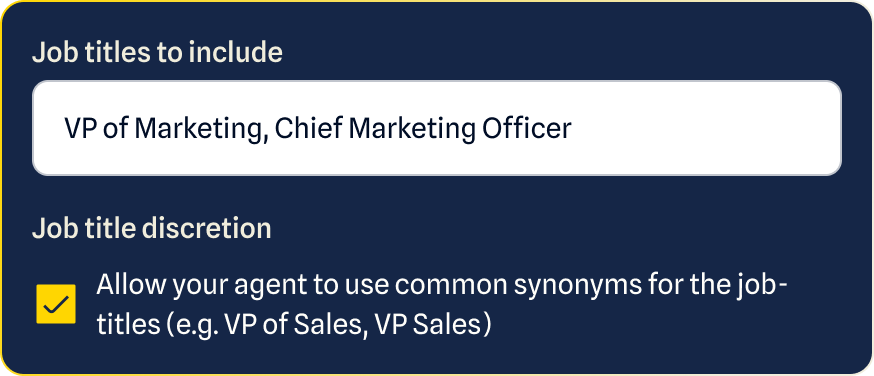 Job titles to include
VP of Marketing, Chief Marketing Officer
Job title discretion
Allow your agent to use common synonyms for the job-
titles (e.g. VP of Sales, VP Sales)